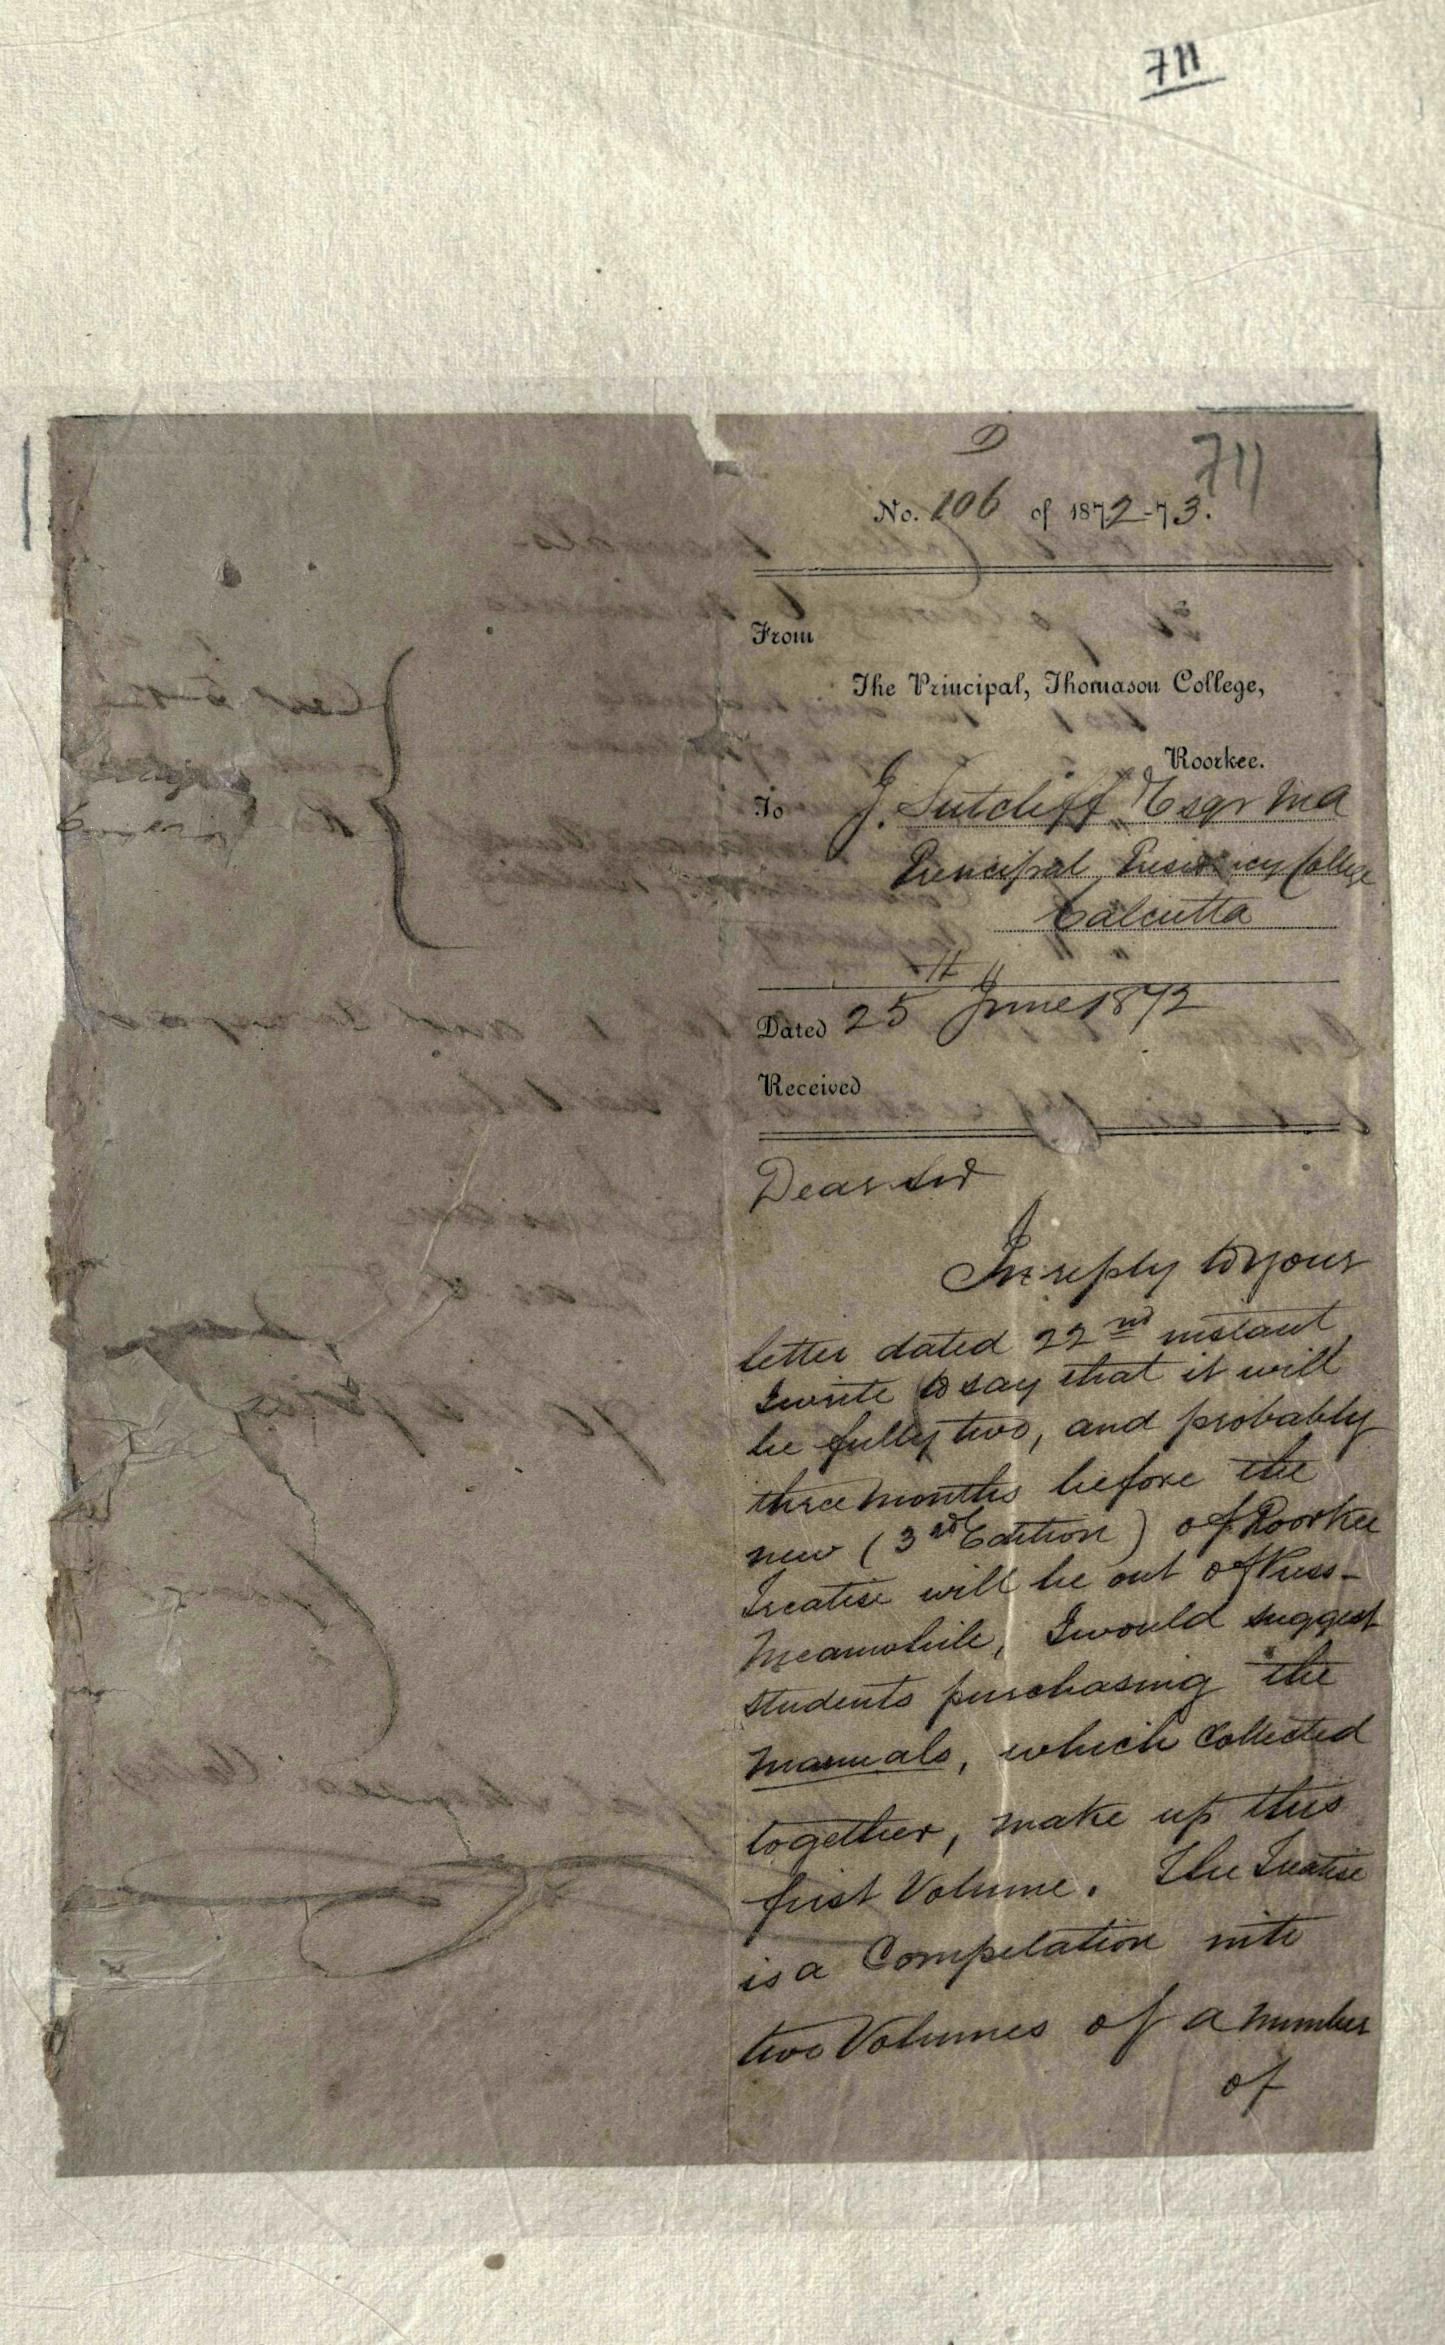 711
D
711
No. 106 of 1872-73.
From
The Principal, Thomason College,
Roorkee.
To J. Sutcliff Esqr MA
Principal, Presidency College
Calcutta
Dated 25th June 1872
Received
Dear Sir
In reply to your
letter dated 22nd instant
I write to say that it will
be fully two, and probably
three months before the
new (3rd Edition) of Roorkee
Treatise will be out of Press-
Meanwhile, I would suggest
students purchasing the
Manuals, which collected
together, make up this
first Volume. The Treatise
is a Compilation into
two Volumes of a number
of